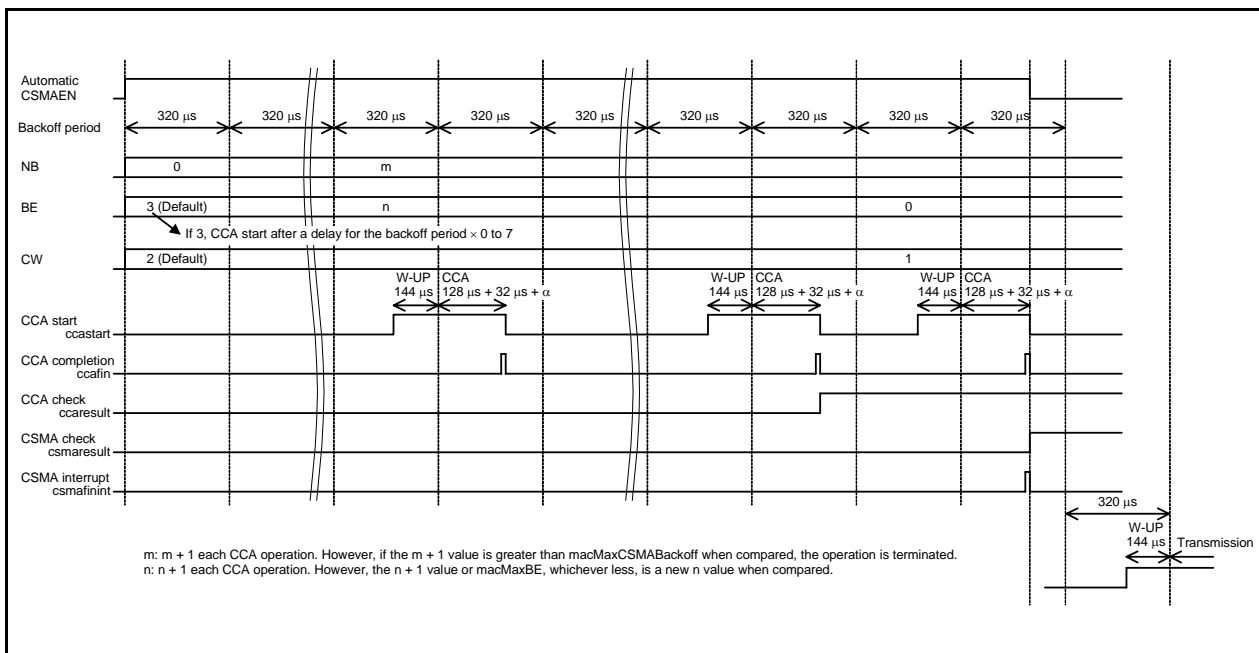 Automatic
CSMAEN
Backoff period
320 μs 320 μs 320 μs 320 μs 320 μs 320 μs 320 μs 320 μs 320 μs
NB
0 m
BE
3 (Default) n 0
If 3, CCA start after a delay for the backoff period × 0 to 7
CW
2 (Default) 1
W-UP CCA W-UP CCA W-UP CCA
144 μs 128 μs + 32 μs + α 144 μs 128 μs + 32 μs + α 144 μs 128 μs + 32 μs + α
CCA start
ccastart
CCA completion
ccafin
CCA check
ccaresult
CSMA check
csmaresult
CSMA interrupt
csmafinint
320 μs
W-UP
144 μs
Transmission
m: m + 1 each CCA operation. However, if the m + 1 value is greater than macMaxCSMABackoff when compared, the operation is terminated.
n: n + 1 each CCA operation. However, the n + 1 value or macMaxBE, whichever less, is a new n value when compared.